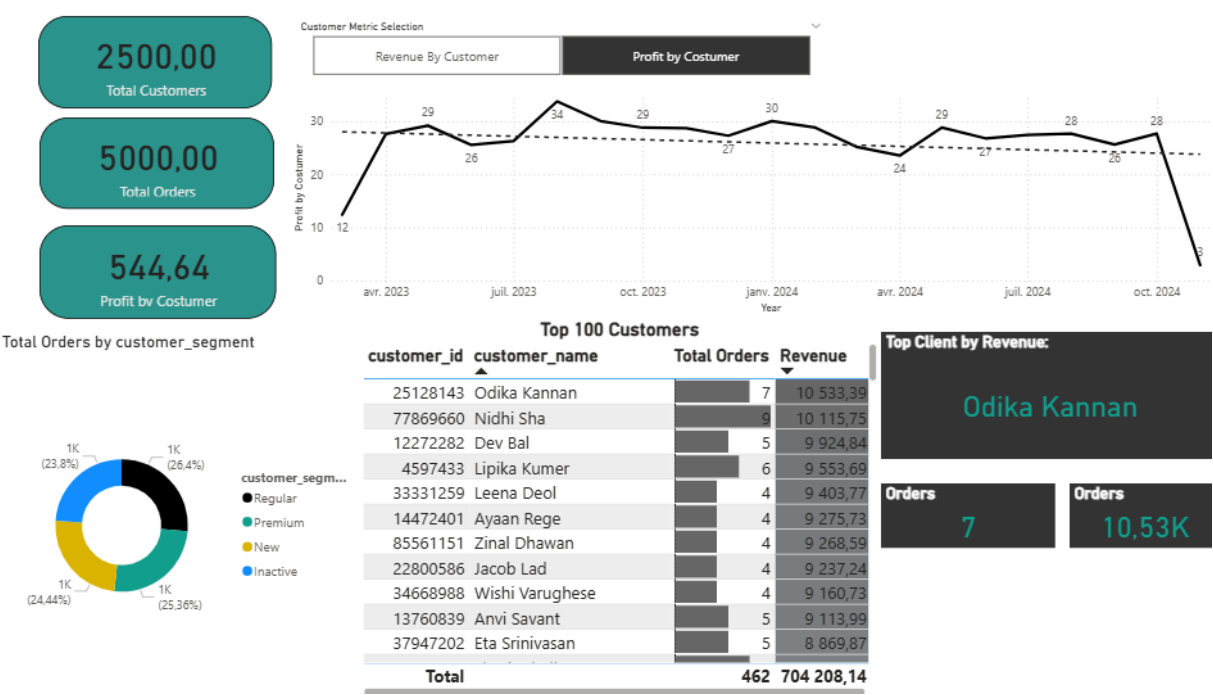 2500,00
Total Customers
5000,00
Total Orders
544,64
Profit by Costumer
Customer Metric Selection
Revenue By Customer
Profit by Costumer
Profit by Costumer
30
20
10
0
12
29
26
34
29
27
30
24
29
27
28
26
28
3
avr. 2023
juil. 2023
oct. 2023
janv. 2024
avr. 2024
juil. 2024
oct. 2024
Year
Total Orders by customer_segment
1K
(23,8%)
1K
(26,4%)
1K
(24,44%)
1K
(25,36%)
customer_segm...
Regular
Premium
New
Inactive
Top 100 Customers
customer_id customer_name Total Orders Revenue
25128143 Odika Kannan 7 10 533,39
77869660 Nidhi Sha 9 10 115,75
12272282 Dev Bal 5 9 924,84
4597433 Lipika Kumer 6 9 553,69
33331259 Leena Deol 4 9 403,77
14472401 Ayaan Rege 4 9 275,73
85561151 Zinal Dhawan 4 9 268,59
22800586 Jacob Lad 4 9 237,24
34668988 Wishi Varughese 4 9 160,73
13760839 Anvi Savant 5 9 113,99
37947202 Eta Srinivasan 5 8 869,87
Total 462 704 208,14
Top Client by Revenue:
Odika Kannan
Orders
7
Orders
10,53K